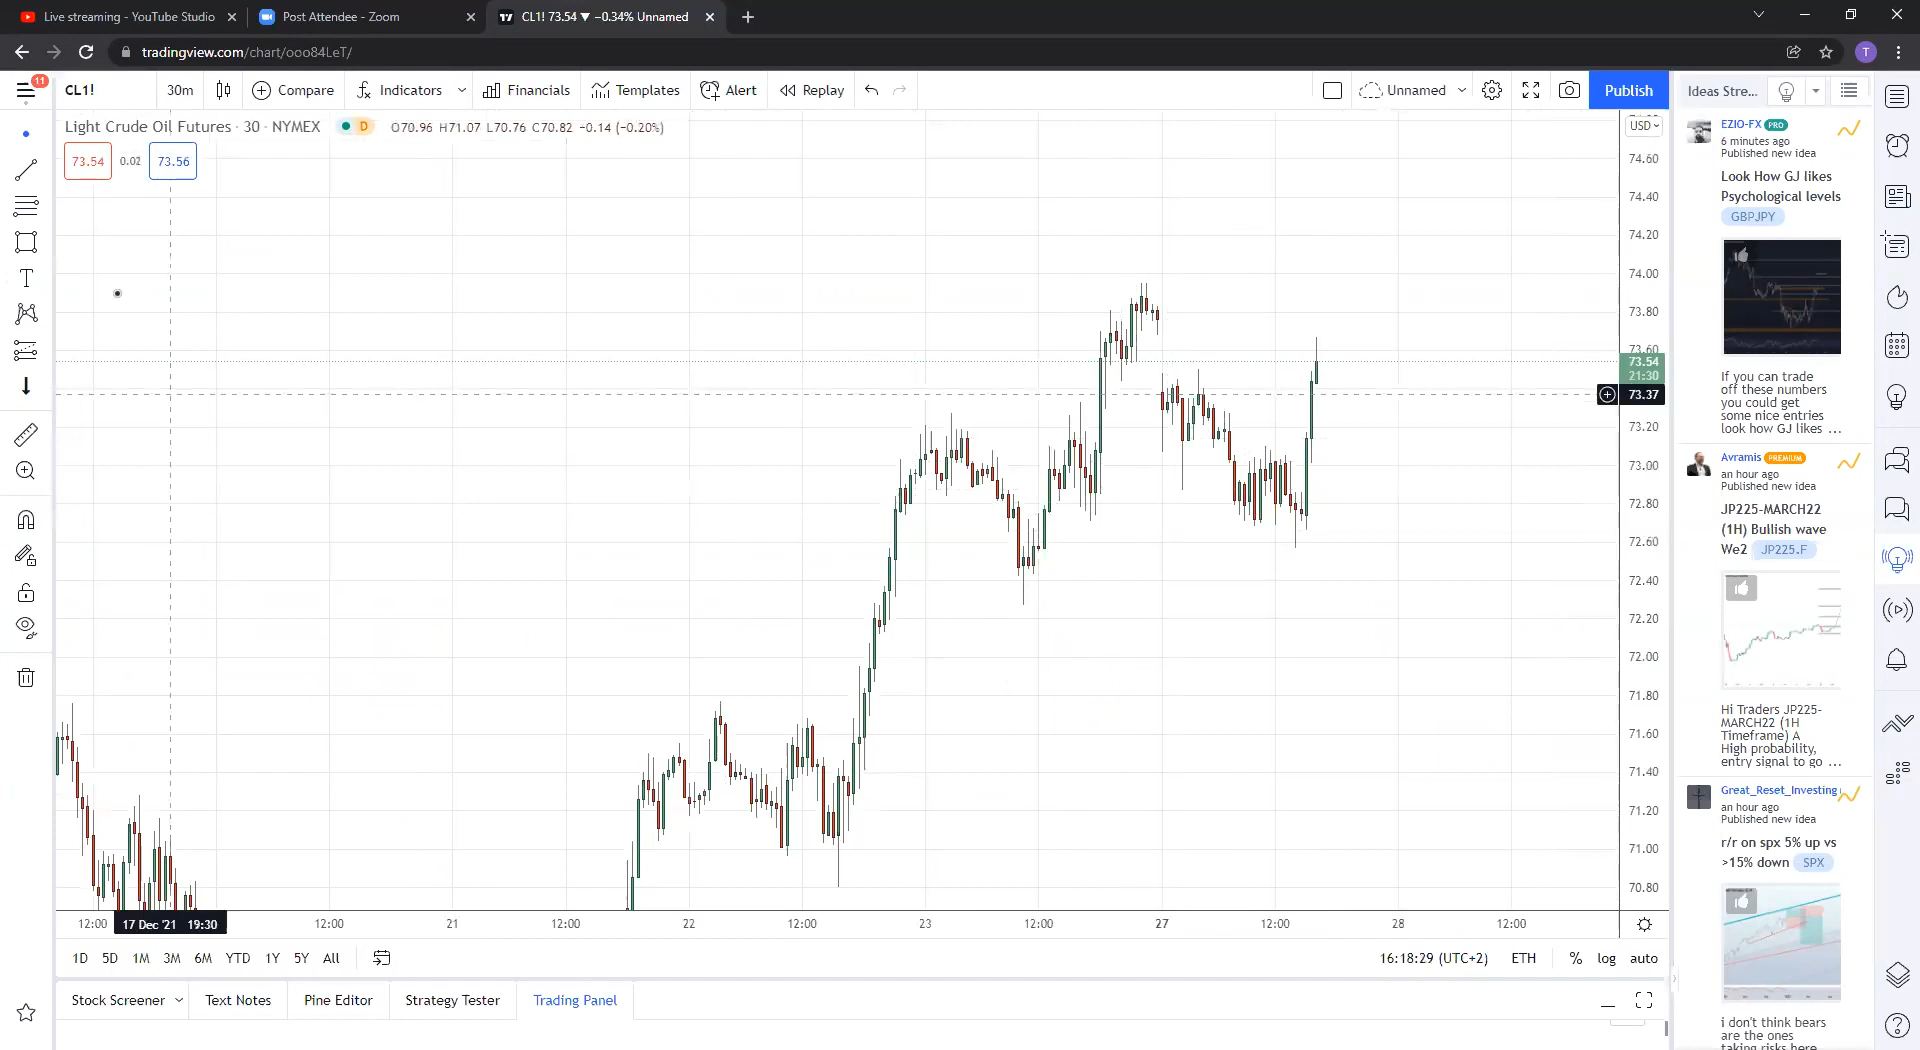 Live streaming - YouTube Studio
Post Attendee - Zoom
CL1! 73.54 ▼ −0.34% Unnamed
tradingview.com/chart/ooo84LeT/
T
11
CL1!
30m
Compare
Indicators
Financials
Templates
Alert
Replay
Unnamed
Publish
Ideas Stre...
Light Crude Oil Futures · 30 · NYMEX
D
O70.96 H71.07 L70.76 C70.82 −0.14 (−0.20%)
USD
73.54
0.02
73.56
74.60
74.40
74.20
74.00
73.80
73.60
73.54
21:30
73.37
73.20
73.00
72.80
72.60
72.40
72.20
72.00
71.80
71.60
71.40
71.20
71.00
70.80
12:00
17 Dec '21 19:30
12:00
21
12:00
22
12:00
23
12:00
27
12:00
28
12:00
1D 5D 1M 3M 6M YTD 1Y 5Y All
16:18:29 (UTC+2)
ETH
%
log
auto
Stock Screener
Text Notes
Pine Editor
Strategy Tester
Trading Panel
EZIO-FX PRO
6 minutes ago
Published new idea
Look How GJ likes
Psychological levels
GBPJPY
If you can trade
off these numbers
you could get
some nice entries
look how GJ likes ...
Avramis PREMIUM
an hour ago
Published new idea
JP225-MARCH22
(1H) Bullish wave
We2 JP225.F
Hi Traders JP225-
MARCH22 (1H
Timeframe) A
High probability,
entry signal to go ...
Great_Reset_Investing
an hour ago
Published new idea
r/r on spx 5% up vs
>15% down SPX
i don't think bears
are the ones
taking risks here